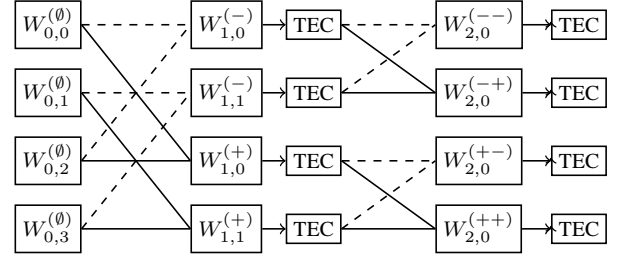 W_{0,0}^{(∅)} W_{1,0}^{(-)} TEC W_{2,0}^{(--)} TEC
W_{0,1}^{(∅)} W_{1,1}^{(-)} TEC W_{2,0}^{(-+)} TEC
W_{0,2}^{(∅)} W_{1,0}^{(+)} TEC W_{2,0}^{(+-)} TEC
W_{0,3}^{(∅)} W_{1,1}^{(+)} TEC W_{2,0}^{(++)} TEC